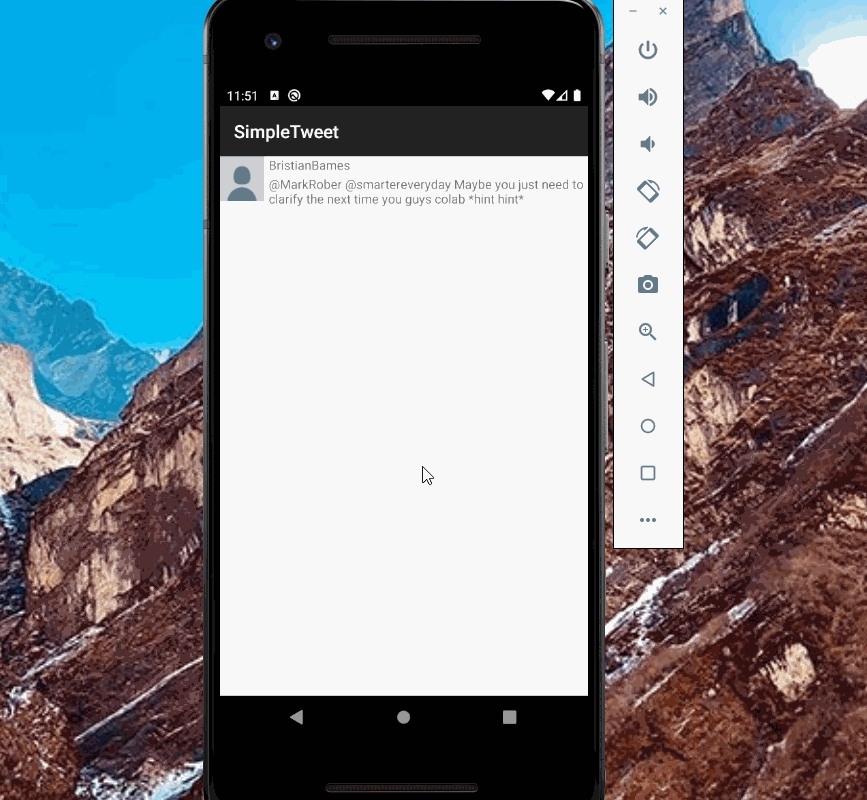 11:51
SimpleTweet
BristianBames
@MarkRober @smartereveryday Maybe you just need to
clarify the next time you guys colab *hint hint*